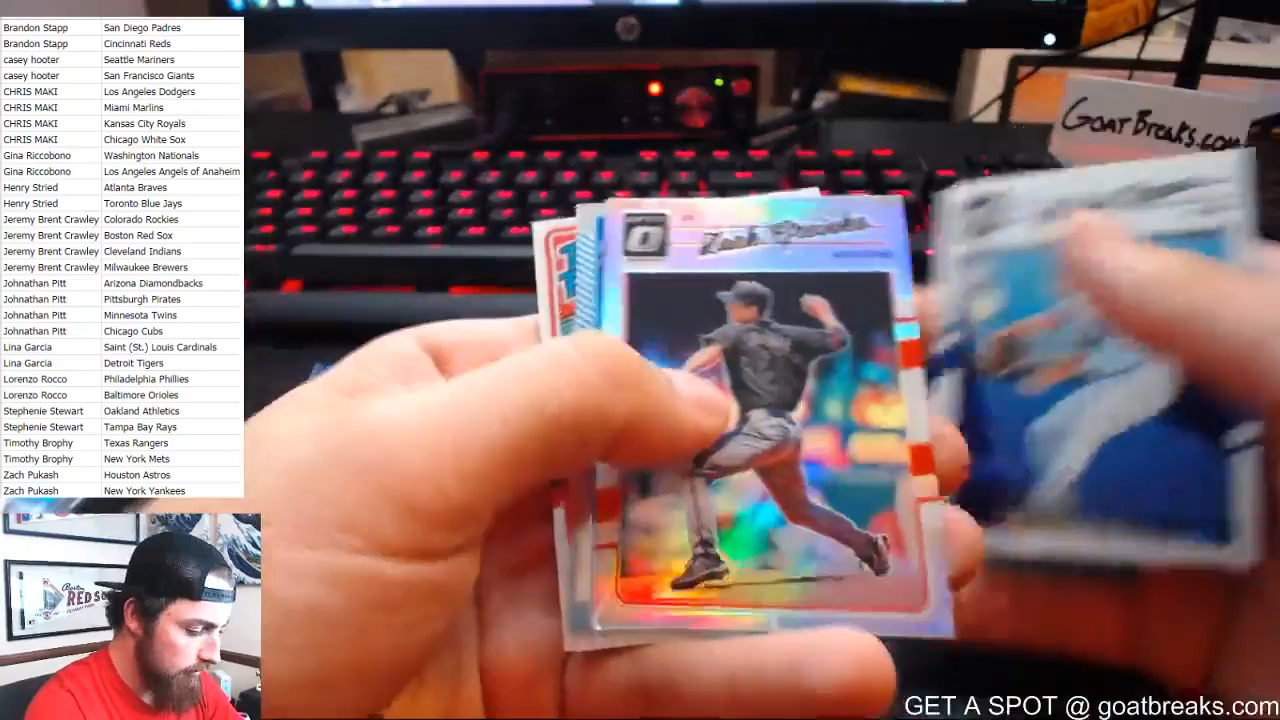 Brandon Stapp San Diego Padres
Brandon Stapp Cincinnati Reds
casey hooter Seattle Mariners
casey hooter San Francisco Giants
CHRIS MAKI Los Angeles Dodgers
CHRIS MAKI Miami Marlins
CHRIS MAKI Kansas City Royals
CHRIS MAKI Chicago White Sox
Gina Riccobono Washington Nationals
Gina Riccobono Los Angeles Angels of Anaheim
Henry Stried Atlanta Braves
Henry Stried Toronto Blue Jays
Jeremy Brent Crawley Colorado Rockies
Jeremy Brent Crawley Boston Red Sox
Jeremy Brent Crawley Cleveland Indians
Jeremy Brent Crawley Milwaukee Brewers
Johnathan Pitt Arizona Diamondbacks
Johnathan Pitt Pittsburgh Pirates
Johnathan Pitt Minnesota Twins
Johnathan Pitt Chicago Cubs
Lina Garcia Saint (St.) Louis Cardinals
Lina Garcia Detroit Tigers
Lorenzo Rocco Philadelphia Phillies
Lorenzo Rocco Baltimore Orioles
Stephenie Stewart Oakland Athletics
Stephenie Stewart Tampa Bay Rays
Timothy Brophy Texas Rangers
Timothy Brophy New York Mets
Zach Pukash Houston Astros
Zach Pukash New York Yankees
GOATBREAKS.COM
Zack
RED SO
GET A SPOT @ goatbreaks.com